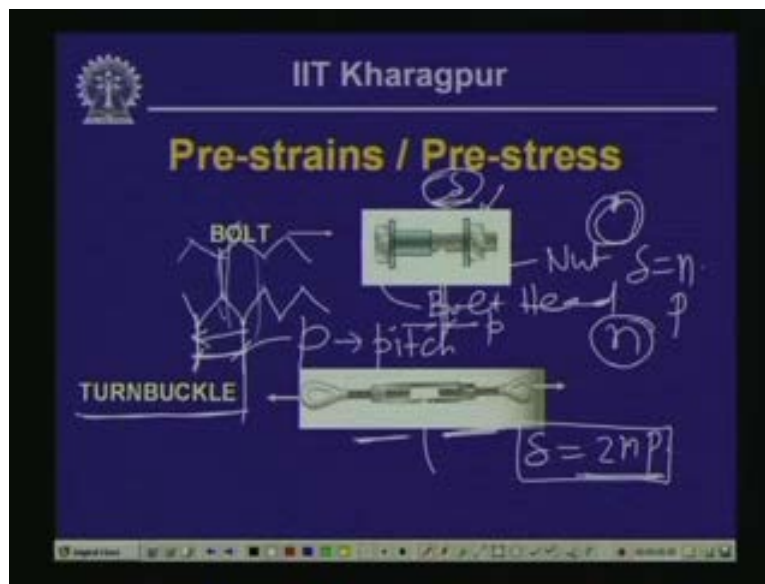 IIT Kharagpur
Pre-strains / Pre-stress
BOLT
Nut
δ = n.
p
Bolt Head
n
p → pitch
p
TURNBUCKLE
δ = 2np